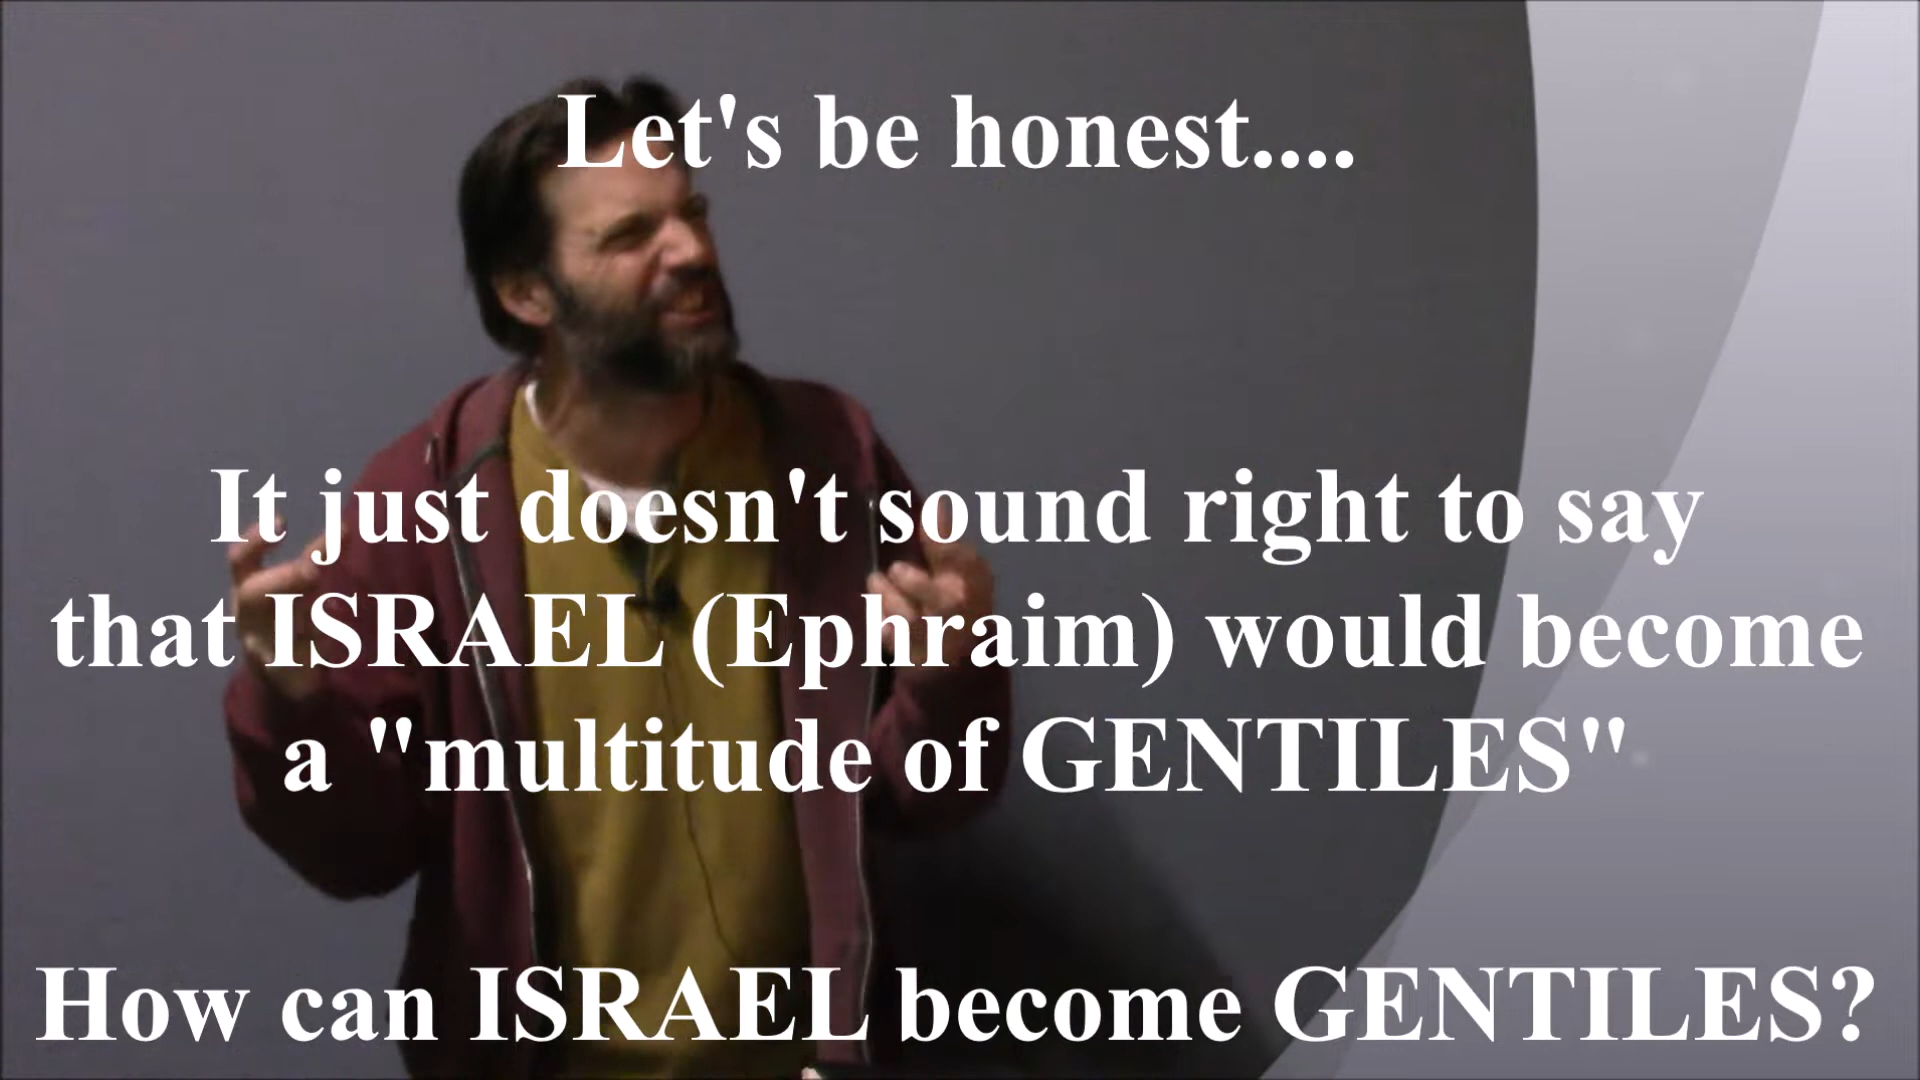 Let's be honest....
It just doesn't sound right to say
that ISRAEL (Ephraim) would become
a "multitude of GENTILES"
How can ISRAEL become GENTILES?